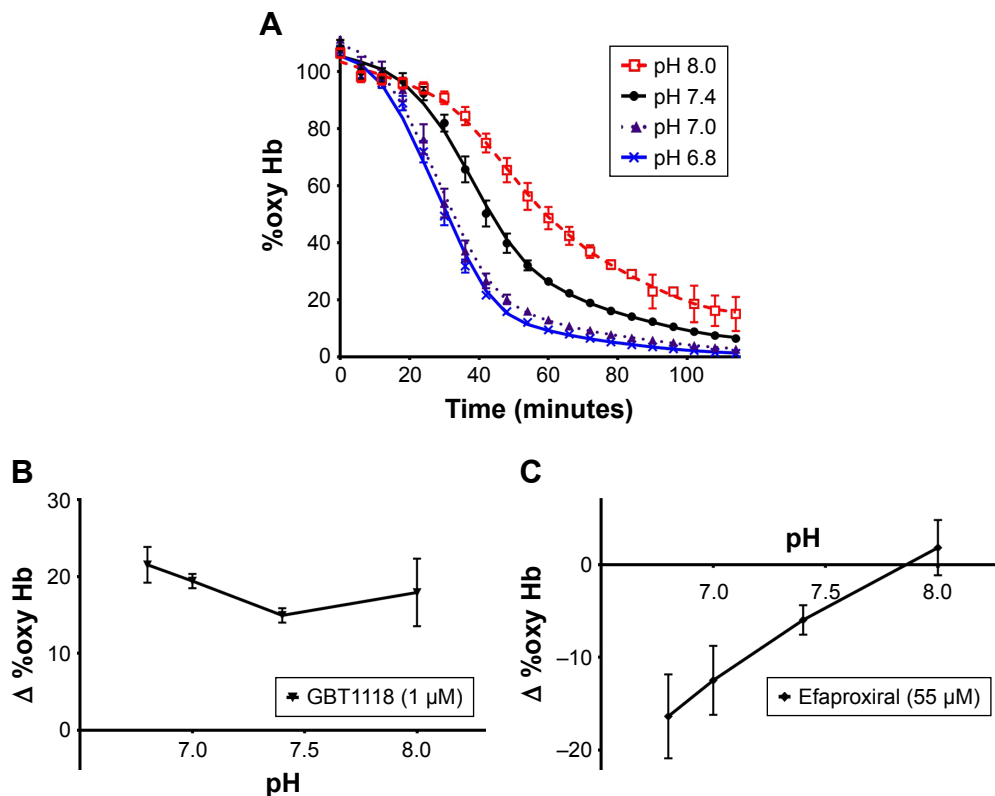 A
%oxy Hb
100
80
60
40
20
0
0 20 40 60 80 100
Time (minutes)
pH 8.0
pH 7.4
pH 7.0
pH 6.8
B
Δ %oxy Hb
30
20
10
0
7.0 7.5 8.0
pH
GBT1118 (1 μM)
C
Δ %oxy Hb
0
−10
−20
pH
7.0 7.5 8.0
Efaproxiral (55 μM)